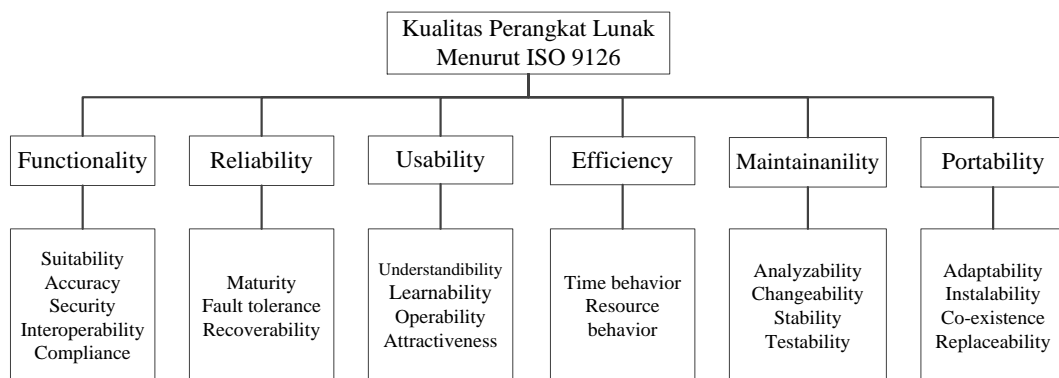 Kualitas Perangkat Lunak
Menurut ISO 9126
Functionality
Reliability
Usability
Efficiency
Maintainanility
Portability
Suitability
Accuracy
Security
Interoperability
Compliance
Maturity
Fault tolerance
Recoverability
Understandibility
Learnability
Operability
Attractiveness
Time behavior
Resource
behavior
Analyzability
Changeability
Stability
Testability
Adaptability
Instalability
Co-existence
Replaceability